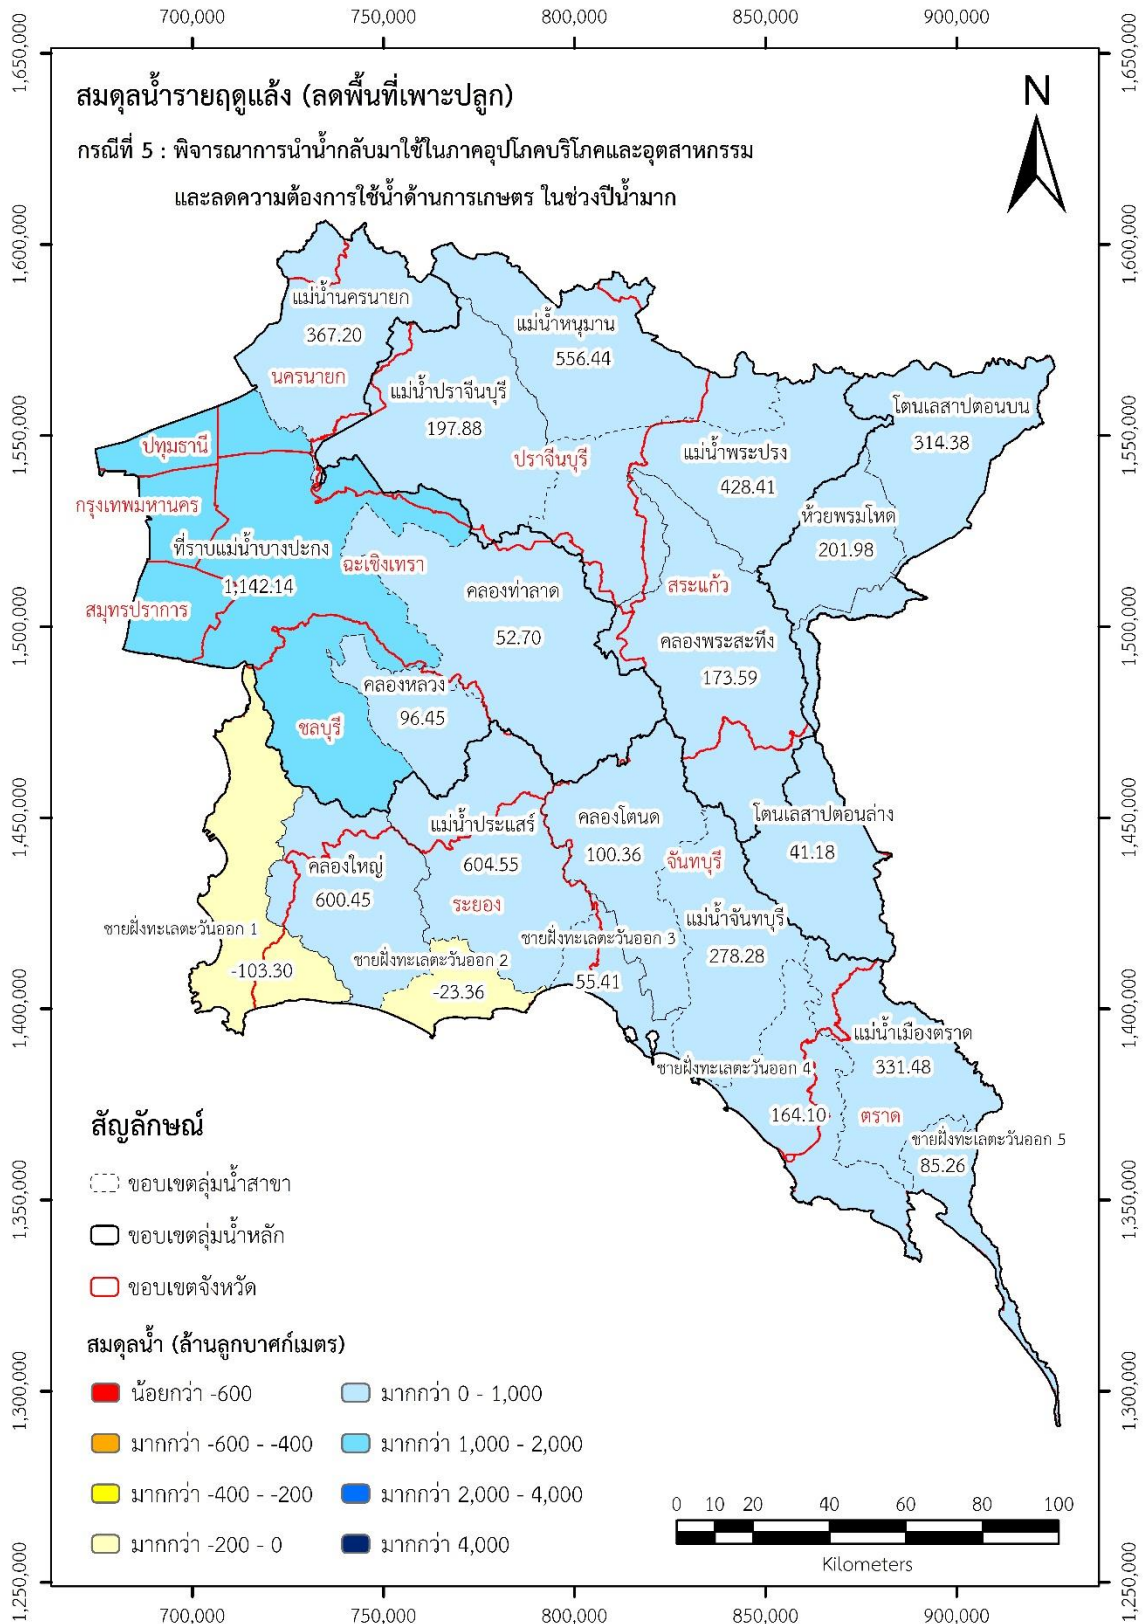 700,000 750,000 800,000 850,000 900,000
1,650,000 1,650,000
1,600,000 1,600,000
1,550,000 1,550,000
1,500,000 1,500,000
1,450,000 1,450,000
1,400,000 1,400,000
1,350,000 1,350,000
1,300,000 1,300,000
1,250,000 1,250,000
สมดุลน้ำรายฤดูแล้ง (ลดพื้นที่เพาะปลูก)
กรณีที่ 5 : พิจารณาการนำน้ำกลับมาใช้ในภาคอุปโภคบริโภคและอุตสาหกรรม
และลดความต้องการใช้น้ำด้านการเกษตร ในช่วงปีน้ำมาก
N
แม่น้ำนครนายก
367.20
นครนายก
แม่น้ำหนุมาน
556.44
แม่น้ำปราจีนบุรี
197.88
ปราจีนบุรี
โตนเลสาปตอนบน
314.38
แม่น้ำพระปรง
428.41
ห้วยพรมโหด
201.98
ปทุมธานี
กรุงเทพมหานคร
ที่ราบแม่น้ำบางปะกง
1,142.14
ฉะเชิงเทรา
สมุทรปราการ
คลองท่าลาด
52.70
สระแก้ว
คลองพระสะทึง
173.59
คลองหลวง
96.45
ชลบุรี
แม่น้ำประแสร์
604.55
คลองโตนด
100.36
โตนเลสาปตอนล่าง
41.18
จันทบุรี
คลองใหญ่
600.45
ระยอง
แม่น้ำจันทบุรี
278.28
ชายฝั่งทะเลตะวันออก 1
-103.30
ชายฝั่งทะเลตะวันออก 2
-23.36
ชายฝั่งทะเลตะวันออก 3
55.41
แม่น้ำเมืองตราด
331.48
ชายฝั่งทะเลตะวันออก 4
164.10
ตราด
ชายฝั่งทะเลตะวันออก 5
85.26
สัญลักษณ์
ขอบเขตลุ่มน้ำสาขา
ขอบเขตลุ่มน้ำหลัก
ขอบเขตจังหวัด
สมดุลน้ำ (ล้านลูกบาศก์เมตร)
น้อยกว่า -600
มากกว่า -600 - -400
มากกว่า -400 - -200
มากกว่า -200 - 0
มากกว่า 0 - 1,000
มากกว่า 1,000 - 2,000
มากกว่า 2,000 - 4,000
มากกว่า 4,000
0 10 20 40 60 80 100
Kilometers
700,000 750,000 800,000 850,000 900,000